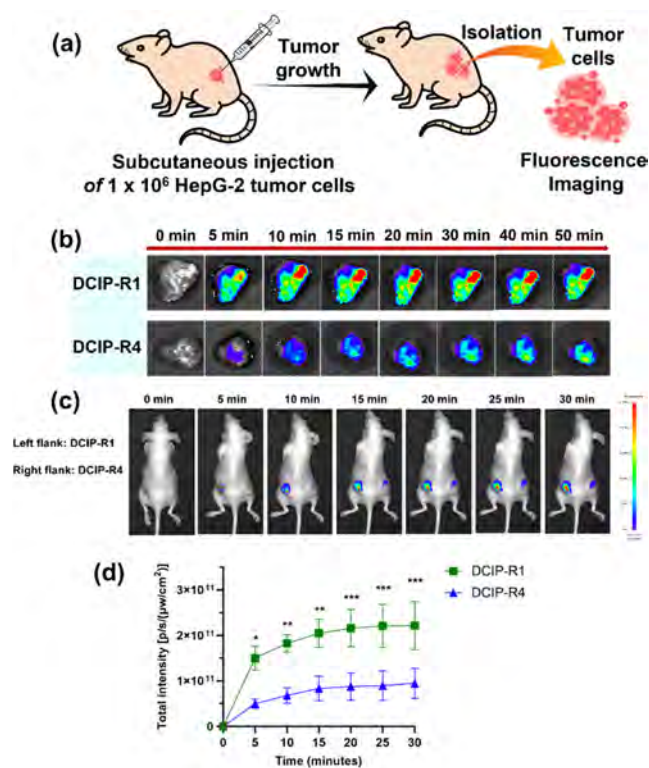 (a)
Tumor
growth
Isolation
Tumor
cells
Subcutaneous injection
of 1 x 10⁶ HepG-2 tumor cells
Fluorescence
Imaging
(b)
0 min 5 min 10 min 15 min 20 min 30 min 40 min 50 min
DCIP-R1
DCIP-R4
(c)
0 min 5 min 10 min 15 min 20 min 25 min 30 min
Left flank: DCIP-R1
Right flank: DCIP-R4
(d)
DCIP-R1
DCIP-R4
Total intensity [p/s/(μw/cm²)]
3×10¹¹
2×10¹¹
1×10¹¹
0
* ** ** *** *** ***
0 5 10 15 20 25 30
Time (minutes)